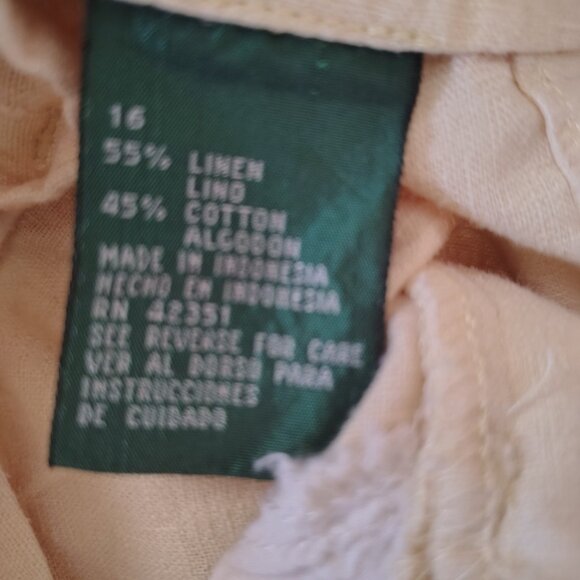 16
55% LINEN
LINO
45% COTTON
ALGODON
MADE IN INDONESIA
HECHO EN INDONESIA
RN 42351
SEE REVERSE FOR CARE
VER AL DORSO PARA
INSTRUCCIONES
DE CUIDADO